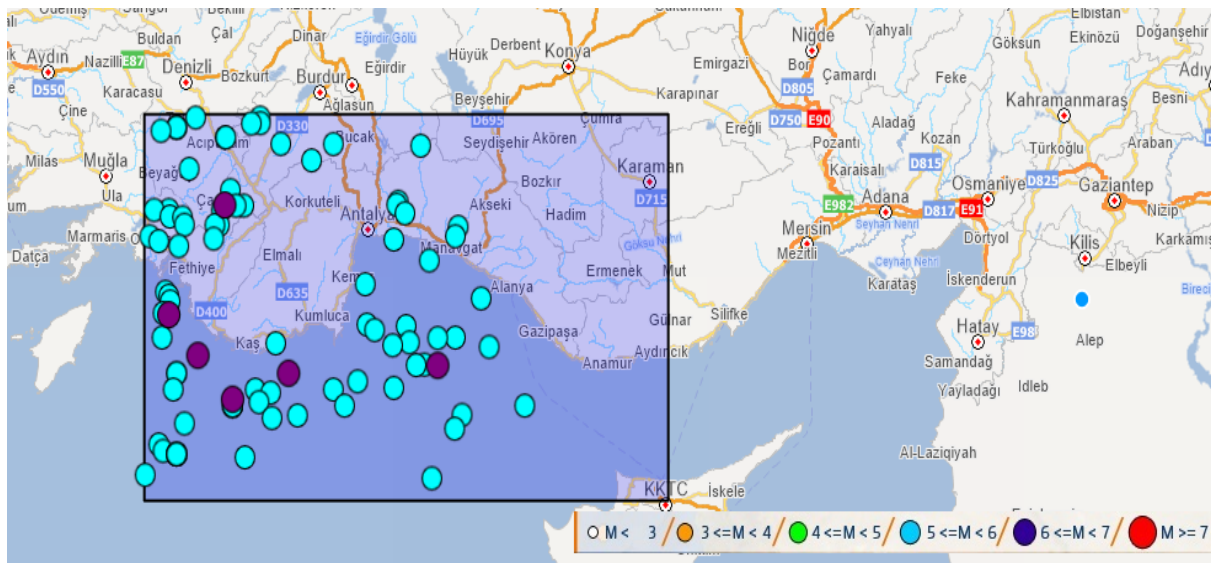 Ödemiş
Buldan
Çal
Dinar
Eğirdir Gölü
Hüyük
Derbent
Konya
Emirgazi
Niğde
Bor
Yahyalı
Göksun
Elbistan
Ekinözü
Doğanşehir
Aydın
Nazilli
E87
Denizli
Bozkurt
Burdur
Eğirdir
Çamardı
Feke
D550
Karacasu
Ağlasun
Beyşehir
Karapınar
D805
Kahramanmaraş
Besni
Adıy
Çine
D330
D695
Çumra
Ereğli
D750
E90
Aladağ
Kozan
Milas
Muğla
Beyağ
Acıpayam
Bucak
Seydişehir
Akören
Pozantı
D815
Türkoğlu
Araban
Ula
Karaman
Karaisalı
Osmaniye
D825
Gaziantep
Korkuteli
Akseki
Bozkır
Hadim
D715
E982
Adana
D817
E91
Nizip
Marmaris
Antalya
Mersin
Seyhan Nehri
Karkamış
Datça
Fethiye
Elmalı
Manavgat
Göksu Nehri
Mezitli
Dörtyol
Kilis
Elbeyli
Kem
Ermenek
Mut
Ceyhan Nehri
Karataş
İskenderun
D635
Alanya
Bireci
D400
Kumluca
Gazipaşa
Gülnar
Silifke
Hatay
E98
Kaş
Anamur
Aydıncık
Samandağ
Alep
Yayladağı
Idleb
Al-Laziqiyah
KKTC
İskele
M < 3 / 3 <=M < 4 / 4 <=M < 5 / 5 <=M < 6 / 6 <=M < 7 / M >= 7